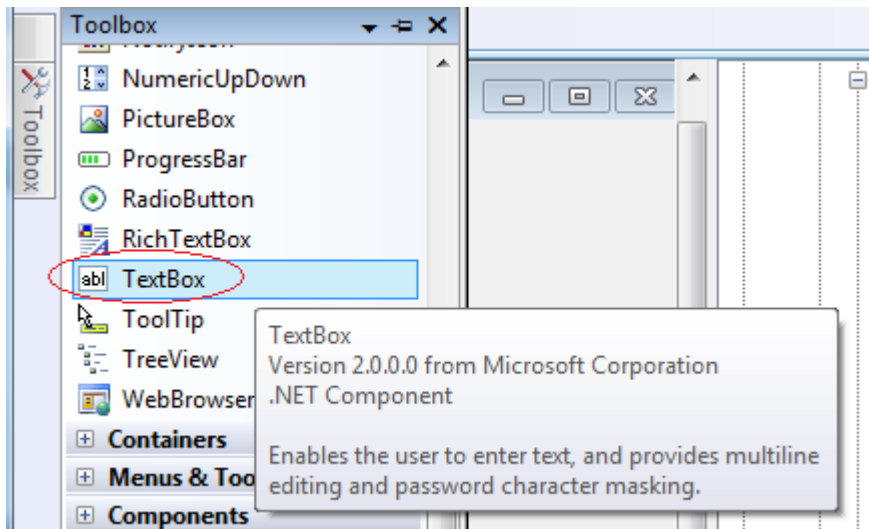 Toolbox
Toolbox
NumericUpDown
PictureBox
ProgressBar
RadioButton
RichTextBox
abl TextBox
ToolTip
TreeView
WebBrowser
Containers
Menus & Too
Components
TextBox
Version 2.0.0.0 from Microsoft Corporation
.NET Component
Enables the user to enter text, and provides multiline
editing and password character masking.